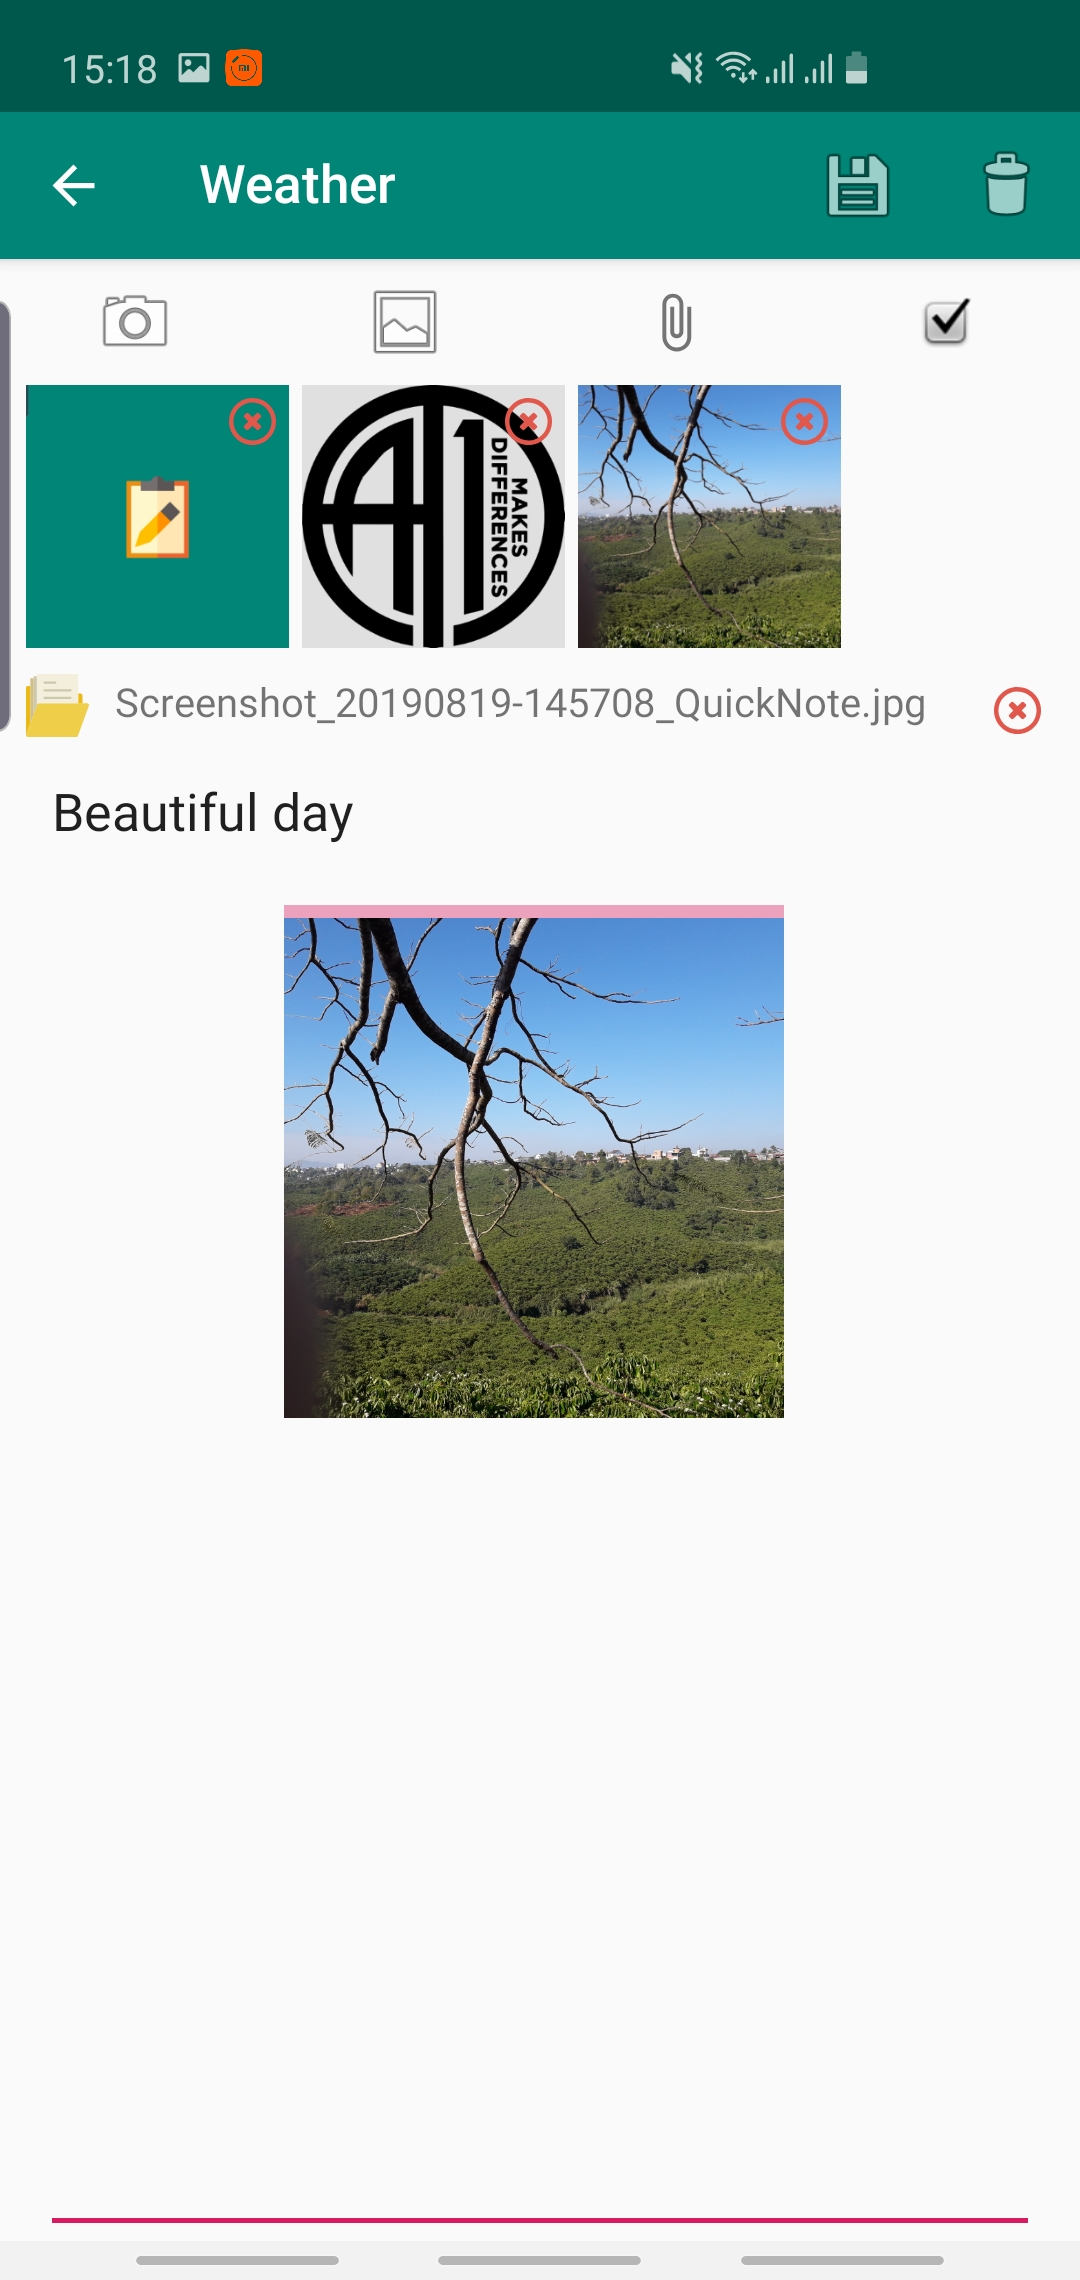 15:18
Weather
A1
MAKES
DIFFERENCES
Screenshot_20190819-145708_QuickNote.jpg
Beautiful day